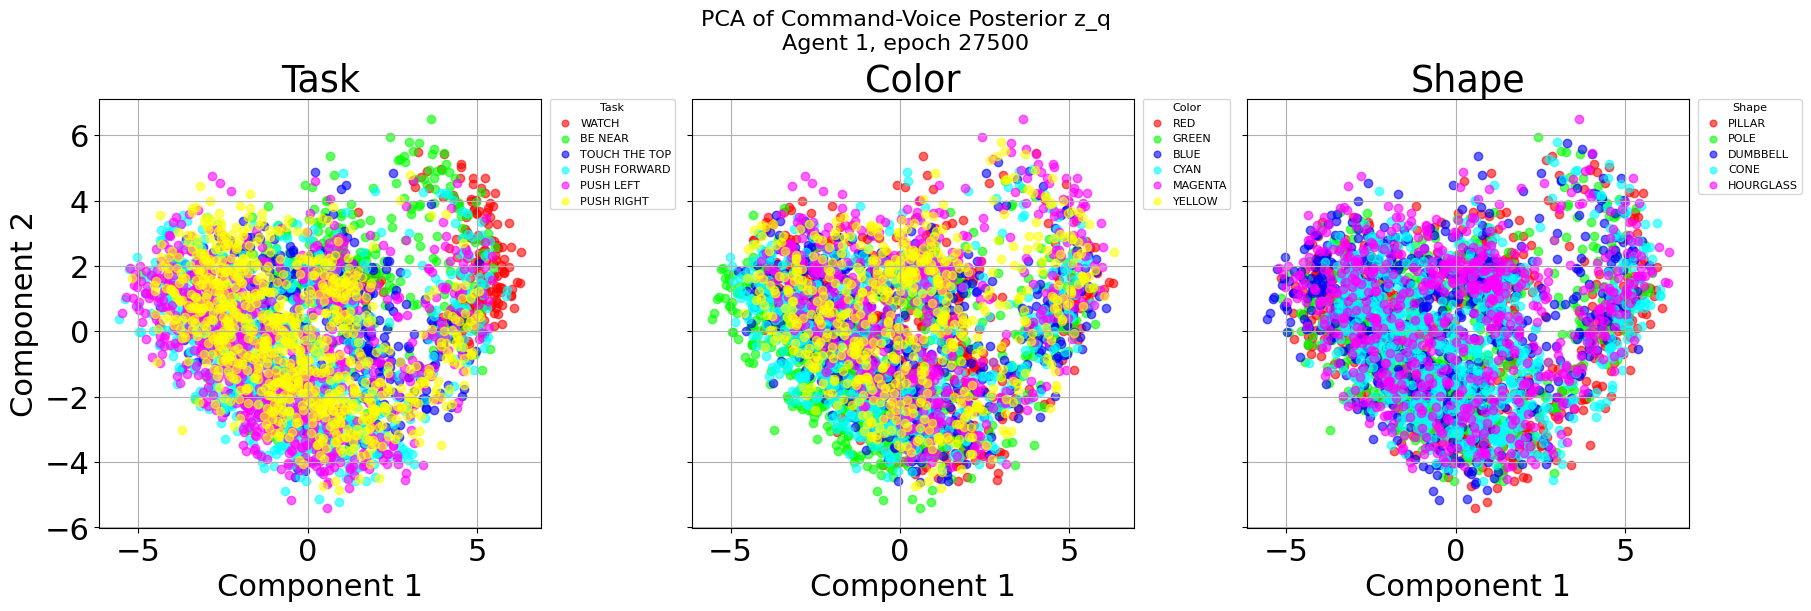 PCA of Command-Voice Posterior z_q
Agent 1, epoch 27500
Task
Component 2
6
4
2
0
−2
−4
−6
−5
0
5
Component 1
Task
WATCH
BE NEAR
TOUCH THE TOP
PUSH FORWARD
PUSH LEFT
PUSH RIGHT
Color
−5
0
5
Component 1
Color
RED
GREEN
BLUE
CYAN
MAGENTA
YELLOW
Shape
−5
0
5
Component 1
Shape
PILLAR
POLE
DUMBBELL
CONE
HOURGLASS